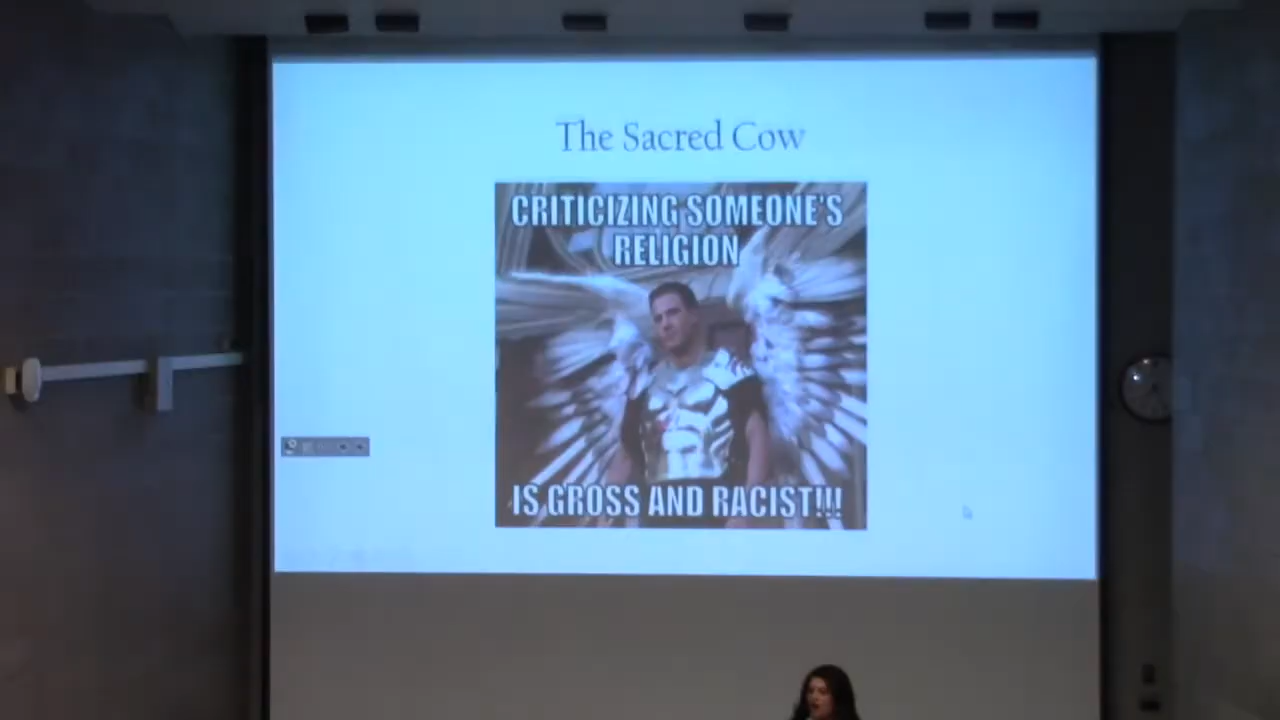 The Sacred Cow
CRITICIZING SOMEONE'S
RELIGION
IS GROSS AND RACIST!!!